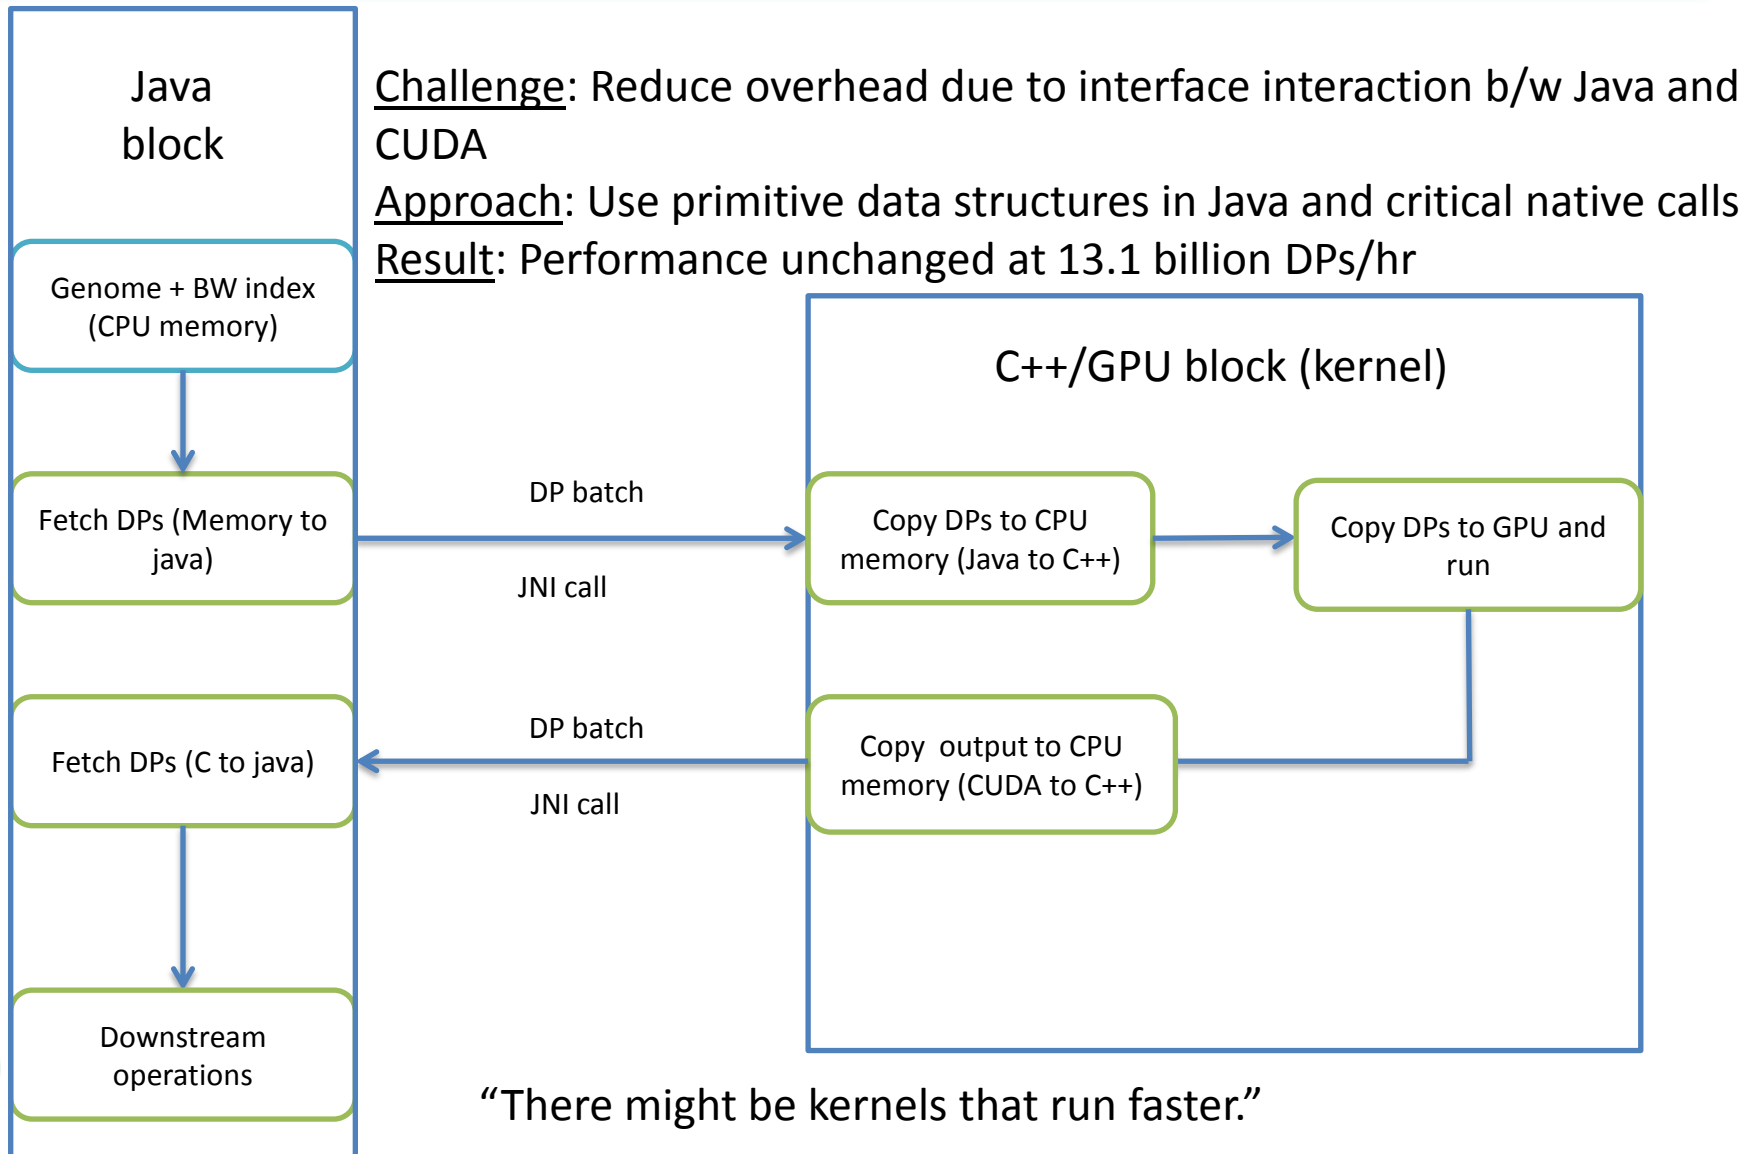 Java
block
Challenge: Reduce overhead due to interface interaction b/w Java and
CUDA
Approach: Use primitive data structures in Java and critical native calls
Result: Performance unchanged at 13.1 billion DPs/hr
Genome + BW index
(CPU memory)
C++/GPU block (kernel)
Fetch DPs (Memory to
java)
DP batch
JNI call
Copy DPs to CPU
memory (Java to C++)
Copy DPs to GPU and
run
Fetch DPs (C to java)
DP batch
JNI call
Copy  output to CPU
memory (CUDA to C++)
Downstream
operations
“There might be kernels that run faster.”